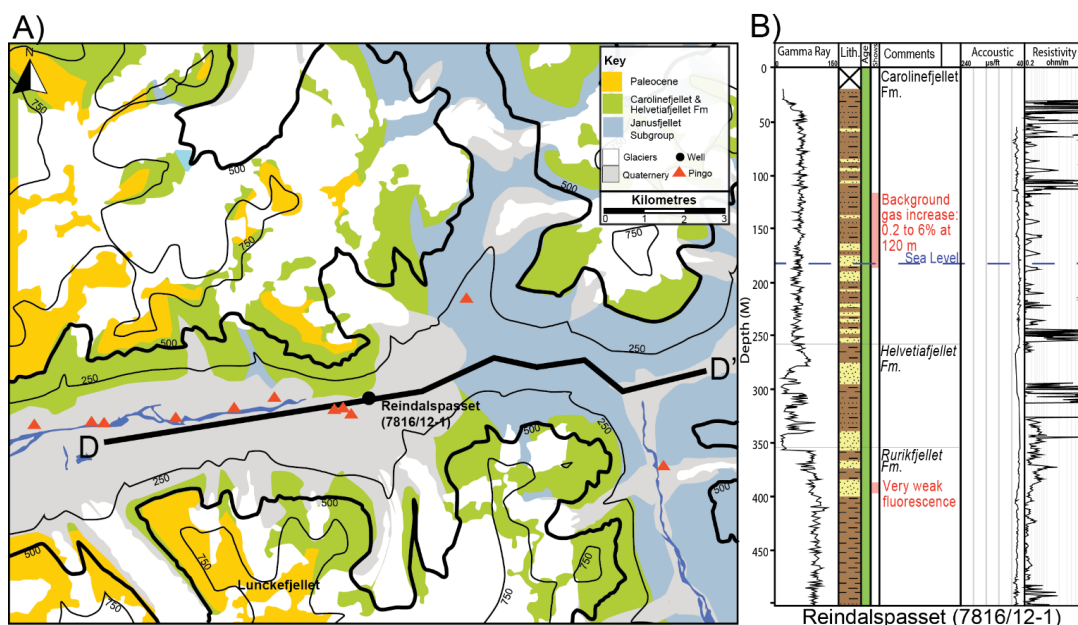 A)
N
Key
Paleocene
Carolinefjellet &
Helvetiafjellet Fm
Janusfjellet
Subgroup
Glaciers
Well
Quaternery
Pingo
Kilometres
0 1 2 3
750
500
750
500
750
500
750
250
500
250
D'
Reindalspasset
(7816/12-1)
D
250
500
250
500
750
Lunckefjellet
500
750
750
B)
Gamma Ray
Lith.
Age
Shows
Comments
Accoustic
Resistivity
150
240 µs/ft 40
0.2 ohm/m
Depth (M)
0
50
100
150
200
250
300
350
400
450
Carolinefjellet
Fm.
Background
gas increase:
0.2 to 6% at
120 m
Sea Level
Helvetiafjellet
Fm.
Rurikfjellet
Fm.
Very weak
fluorescence
Reindalspasset (7816/12-1)